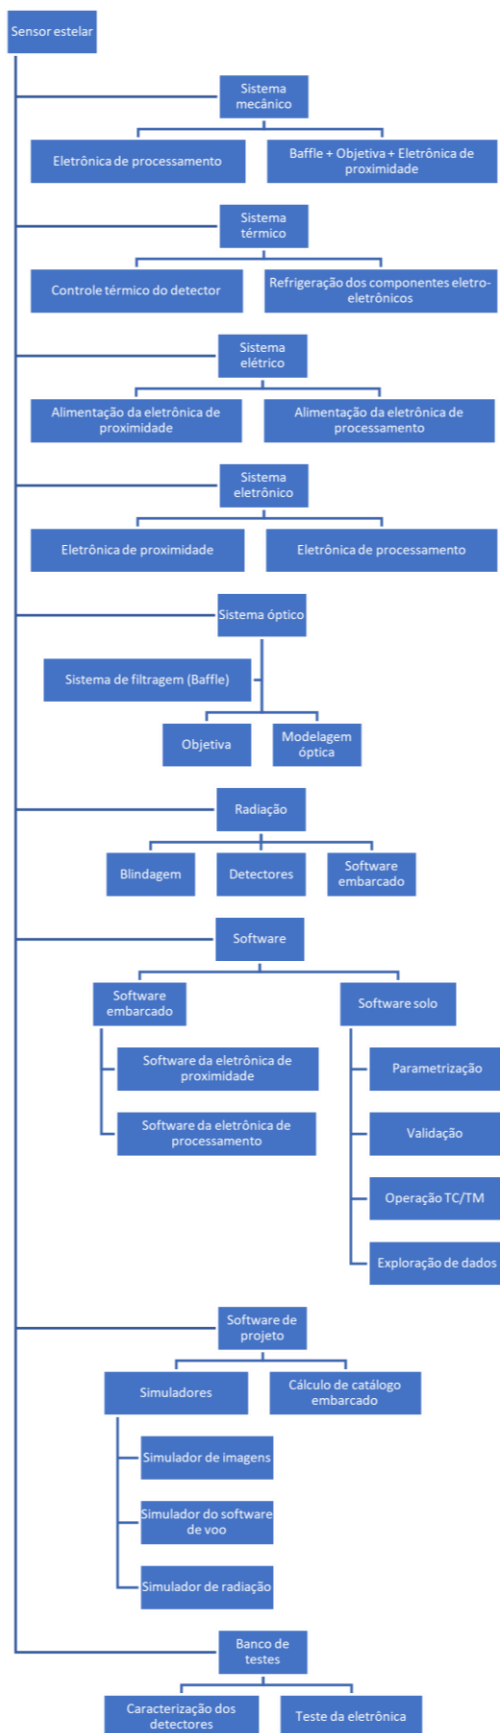 Sensor estelar
Sistema
mecânico
Eletrônica de processamento
Baffle + Objetiva + Eletrônica de
proximidade
Sistema
térmico
Controle térmico do detector
Refrigeração dos componentes eletro-
eletrônicos
Sistema
elétrico
Alimentação da eletrônica de
proximidade
Alimentação da eletrônica de
processamento
Sistema
eletrônico
Eletrônica de proximidade
Eletrônica de processamento
Sistema óptico
Sistema de filtragem (Baffle)
Objetiva
Modelagem
óptica
Radiação
Blindagem
Detectores
Software
embarcado
Software
Software
embarcado
Software solo
Software da eletrônica de
proximidade
Software da eletrônica de
processamento
Parametrização
Validação
Operação TC/TM
Exploração de dados
Software de
projeto
Simuladores
Cálculo de catálogo
embarcado
Simulador de imagens
Simulador do software
de voo
Simulador de radiação
Banco de
testes
Caracterização dos
detectores
Teste da eletrônica